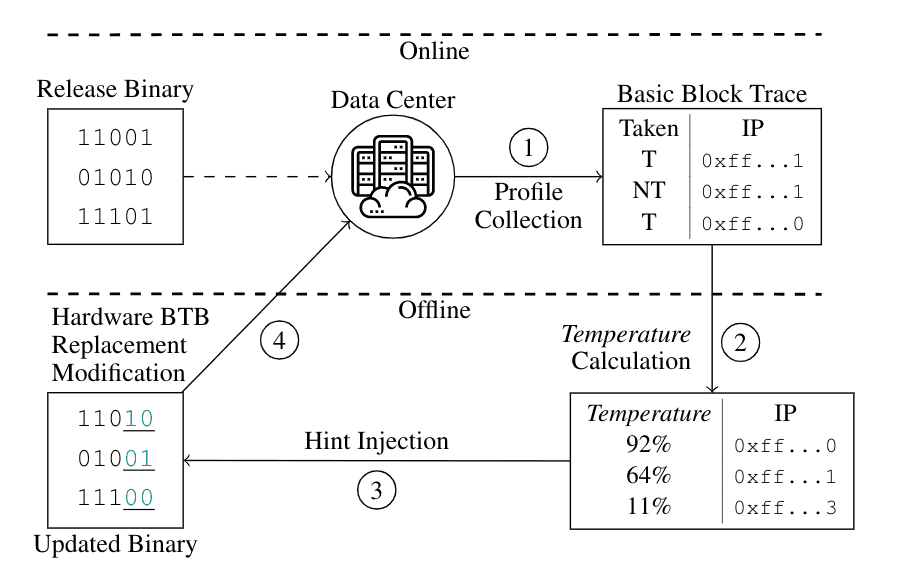 Online
Release Binary
11001
01010
11101
Data Center
1
Profile
Collection
Basic Block Trace
Taken IP
T 0xff...1
NT 0xff...1
T 0xff...0
Offline
Hardware BTB
Replacement
Modification
4
Temperature
Calculation
2
11010
01001
11100
Updated Binary
Hint Injection
3
Temperature IP
92% 0xff...0
64% 0xff...1
11% 0xff...3